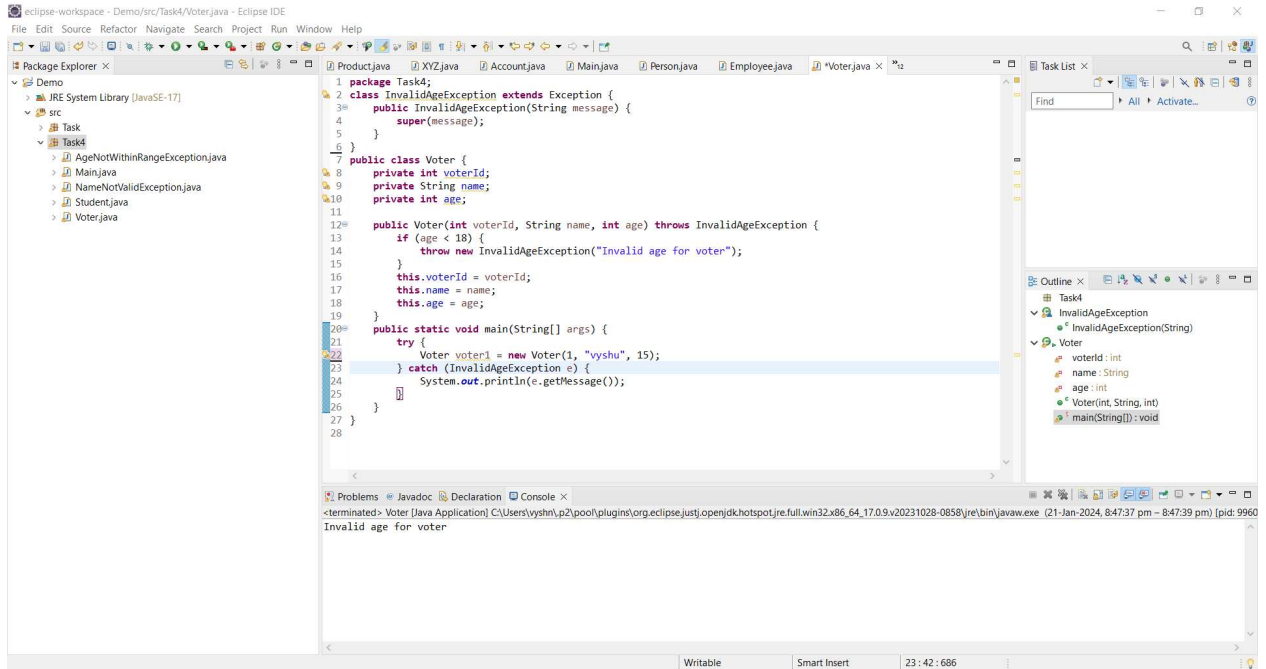 eclipse-workspace - Demo/src/Task4/Voter.java - Eclipse IDE
File Edit Source Refactor Navigate Search Project Run Window Help
Package Explorer
Demo
JRE System Library [JavaSE-17]
src
Task
Task4
AgeNotWithinRangeException.java
Main.java
NameNotValidException.java
Student.java
Voter.java
Product.java XYZ.java Account.java Main.java Person.java Employee.java *Voter.java »12
1 package Task4;
2 class InvalidAgeException extends Exception {
3 public InvalidAgeException(String message) {
4 super(message);
5 }
6 }
7 public class Voter {
8 private int voterId;
9 private String name;
10 private int age;
11
12 public Voter(int voterId, String name, int age) throws InvalidAgeException {
13 if (age < 18) {
14 throw new InvalidAgeException("Invalid age for voter");
15 }
16 this.voterId = voterId;
17 this.name = name;
18 this.age = age;
19 }
20 public static void main(String[] args) {
21 try {
22 Voter voter1 = new Voter(1, "vyshu", 15);
23 } catch (InvalidAgeException e) {
24 System.out.println(e.getMessage());
25 }
26 }
27 }
28
Task List
Find All Activate...
Outline
Task4
InvalidAgeException
InvalidAgeException(String)
Voter
voterId : int
name : String
age : int
Voter(int, String, int)
main(String[]) : void
Problems Javadoc Declaration Console
<terminated> Voter [Java Application] C:\Users\vyshn\.p2\pool\plugins\org.eclipse.justj.openjdk.hotspot.jre.full.win32.x86_64_17.0.9.v20231028-0858\jre\bin\javaw.exe (21-Jan-2024, 8:47:37 pm – 8:47:39 pm) [pid: 9960
Invalid age for voter
Writable Smart Insert 23 : 42 : 686